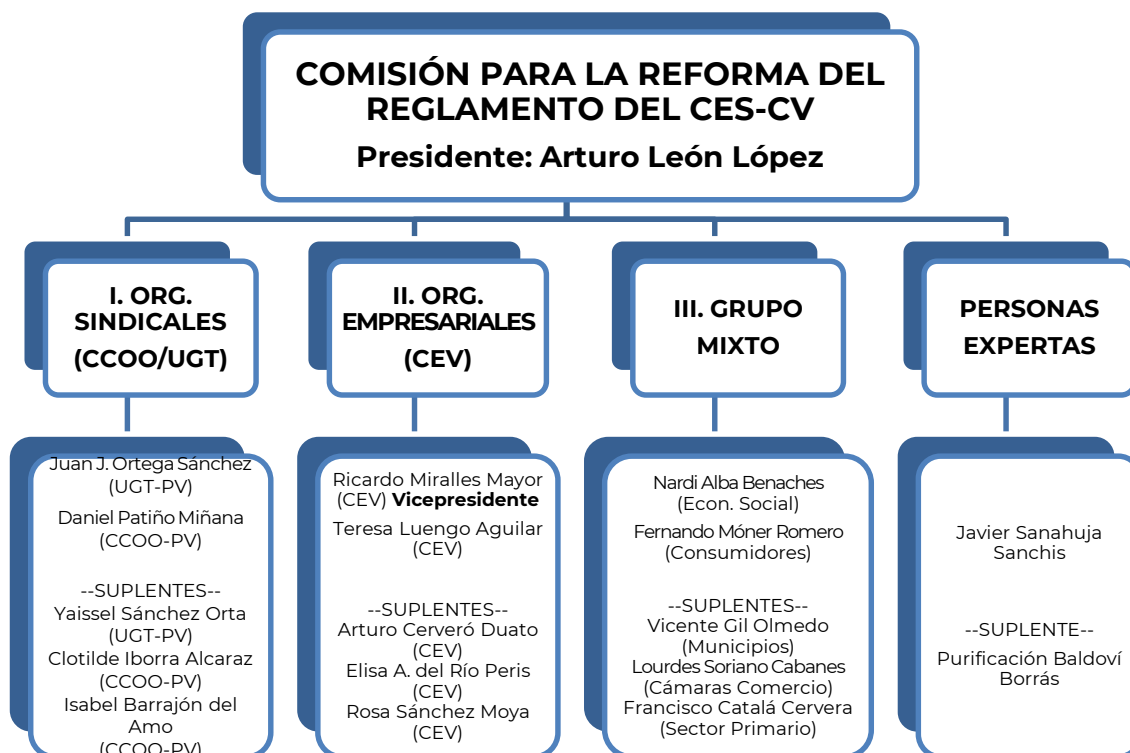 COMISIÓN PARA LA REFORMA DEL
REGLAMENTO DEL CES-CV
Presidente: Arturo León López
I. ORG.
SINDICALES
(CCOO/UGT)
II. ORG.
EMPRESARIALES
(CEV)
III. GRUPO
MIXTO
PERSONAS
EXPERTAS
Juan J. Ortega Sánchez
(UGT-PV)
Daniel Patiño Miñana
(CCOO-PV)
--SUPLENTES--
Yaissel Sánchez Orta
(UGT-PV)
Clotilde Iborra Alcaraz
(CCOO-PV)
Isabel Barrajón del
Amo
(CCOO-PV)
Ricardo Miralles Mayor
(CEV) Vicepresidente
Teresa Luengo Aguilar
(CEV)
--SUPLENTES--
Arturo Cerveró Duato
(CEV)
Elisa A. del Río Peris
(CEV)
Rosa Sánchez Moya
(CEV)
Nardi Alba Benaches
(Econ. Social)
Fernando Móner Romero
(Consumidores)
--SUPLENTES--
Vicente Gil Olmedo
(Municipios)
Lourdes Soriano Cabanes
(Cámaras Comercio)
Francisco Catalá Cervera
(Sector Primario)
Javier Sanahuja
Sanchis
--SUPLENTE--
Purificación Baldoví
Borrás